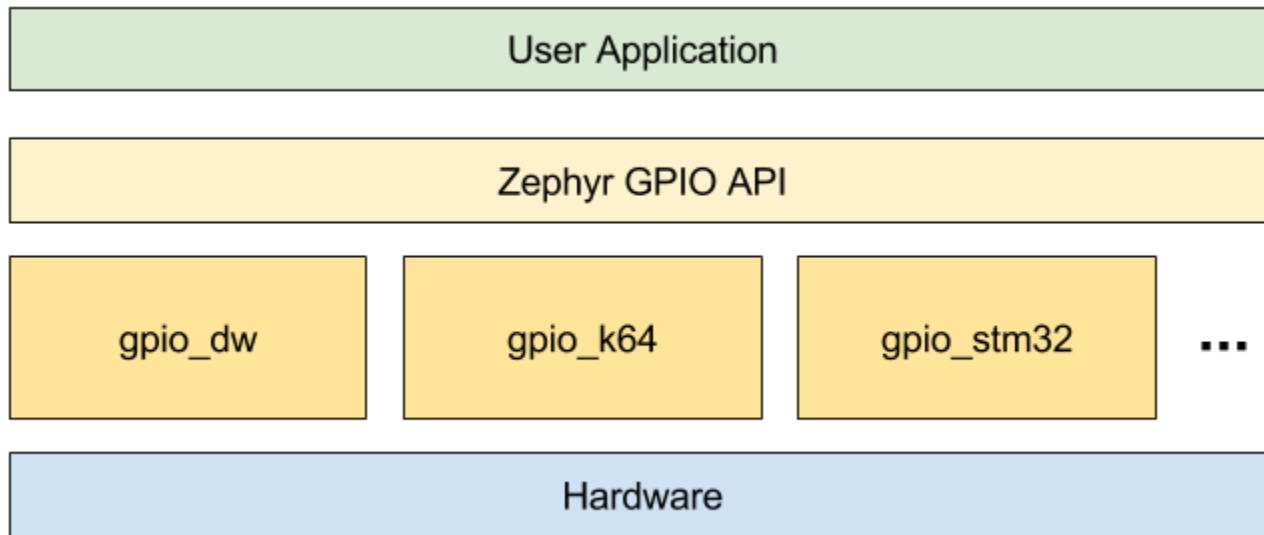 User Application
Zephyr GPIO API
gpio_dw
gpio_k64
gpio_stm32
...
Hardware